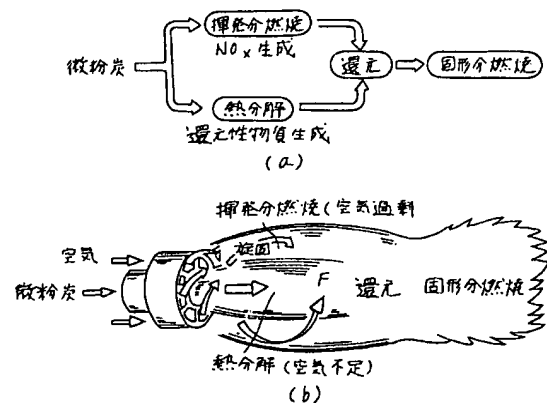 揮発分燃焼
NOx生成
微粉炭
還元
固形分燃焼
熱分解
還元性物質生成
(a)
揮発分燃焼(空気過剰
空気
旋回
微粉炭
F
還元
固形分燃焼
熱分解(空気不足)
(b)